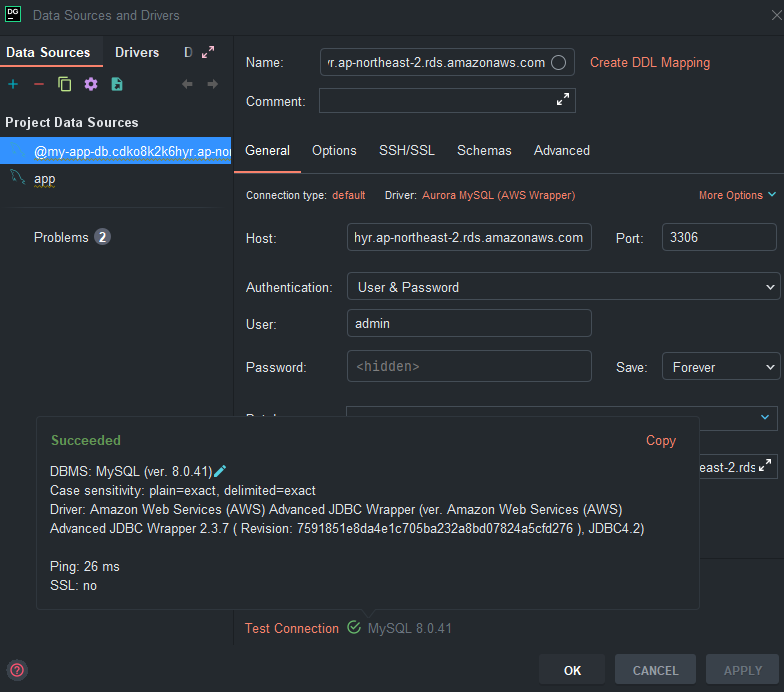 DG Data Sources and Drivers
Data Sources Drivers D
Name: yr.ap-northeast-2.rds.amazonaws.com Create DDL Mapping
Comment:
Project Data Sources
General Options SSH/SSL Schemas Advanced
@my-app-db.cdko8k2k6hyr.ap-nor
app
Connection type: default Driver: Aurora MySQL (AWS Wrapper) More Options
Problems 2
Host: hyr.ap-northeast-2.rds.amazonaws.com Port: 3306
Authentication: User & Password
User: admin
Password: <hidden> Save: Forever
Succeeded Copy
DBMS: MySQL (ver. 8.0.41)
east-2.rds
Case sensitivity: plain=exact, delimited=exact
Driver: Amazon Web Services (AWS) Advanced JDBC Wrapper (ver. Amazon Web Services (AWS)
Advanced JDBC Wrapper 2.3.7 ( Revision: 7591851e8da4e1c705ba232a8bd07824a5cfd276 ), JDBC4.2)
Ping: 26 ms
SSL: no
Test Connection MySQL 8.0.41
? OK CANCEL APPLY